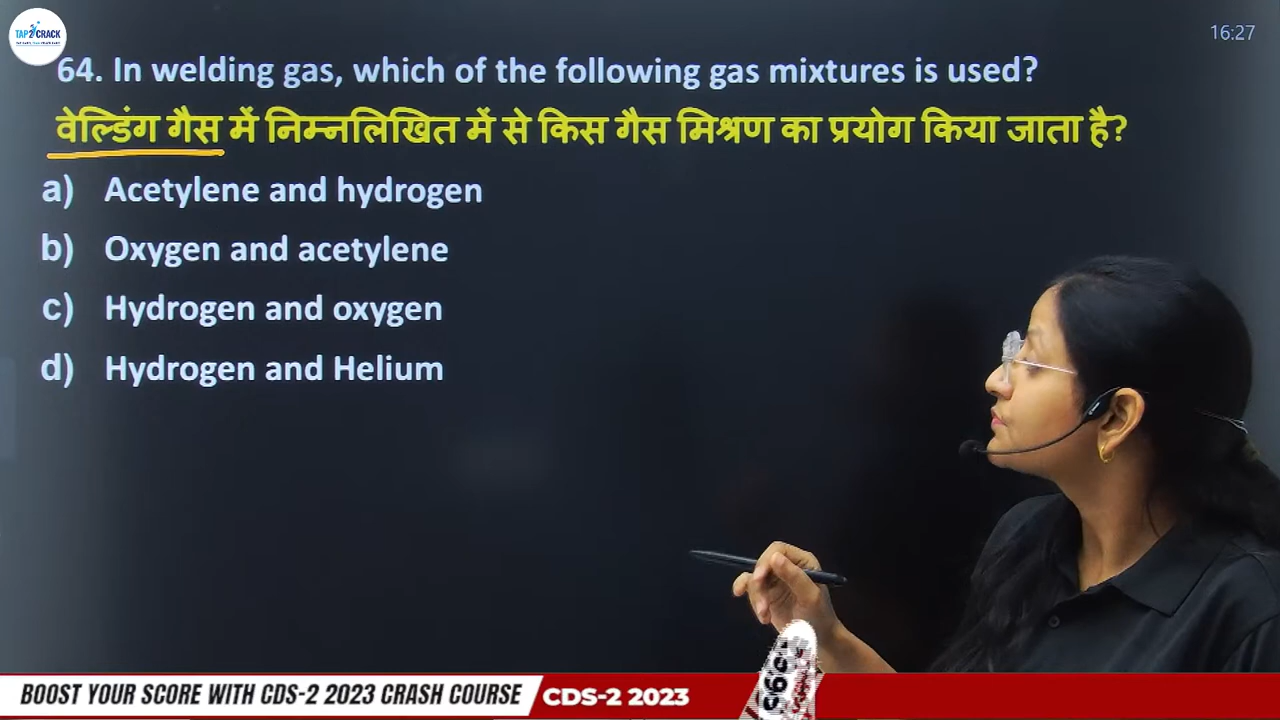 TAP2CRACK
16:27
64. In welding gas, which of the following gas mixtures is used?
वेल्डिंग गैस में निम्नलिखित में से किस गैस मिश्रण का प्रयोग किया जाता है?
a) Acetylene and hydrogen
b) Oxygen and acetylene
c) Hydrogen and oxygen
d) Hydrogen and Helium
BOOST YOUR SCORE WITH CDS-2 2023 CRASH COURSE
CDS-2 2023